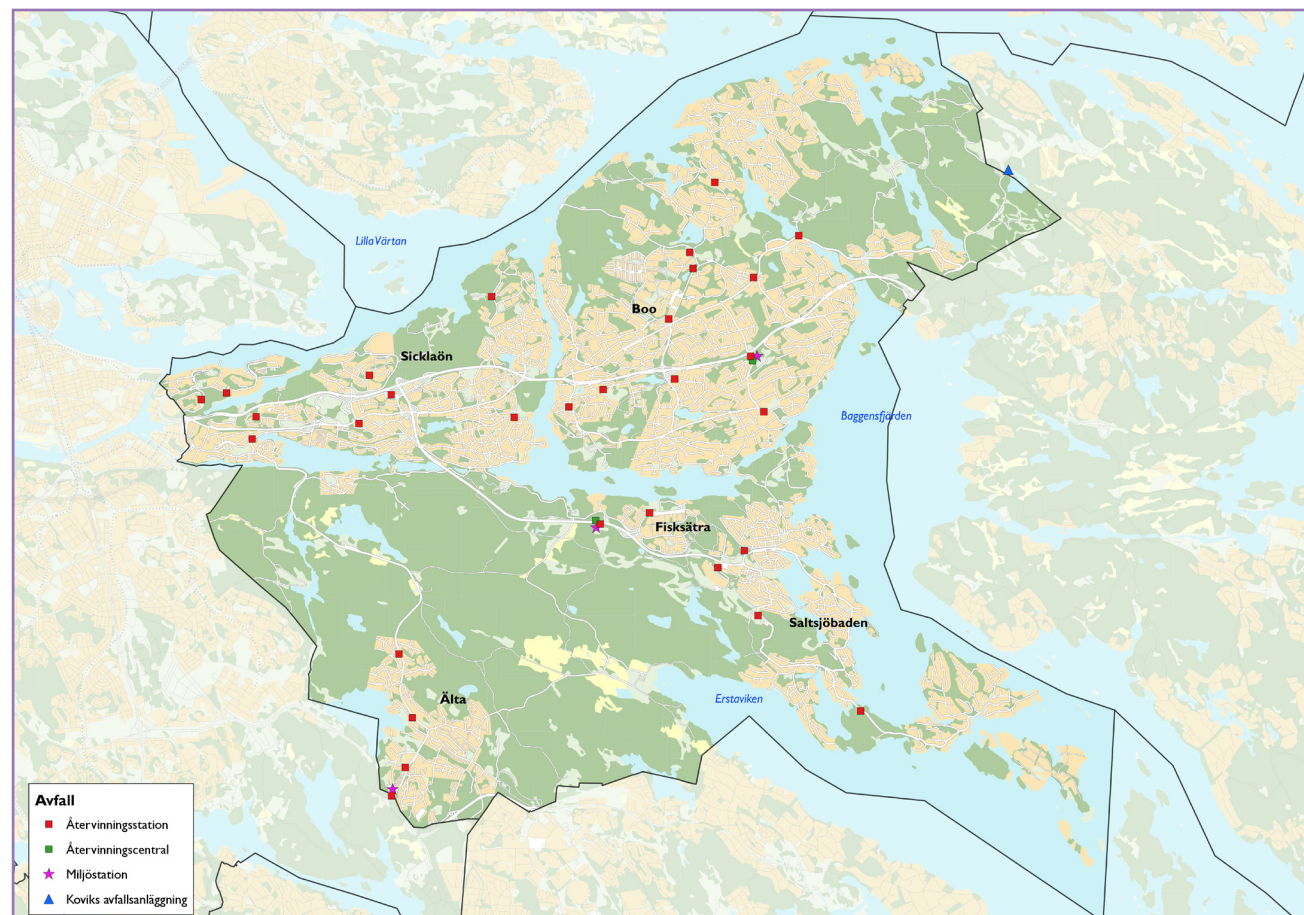 Lilla Värtan
Boo
Sicklaön
Baggensfjärden
Fisksätra
Saltsjöbaden
Erstaviken
Älta
Avfall
Återvinningsstation
Återvinningscentral
Miljöstation
Koviks avfallsanläggning